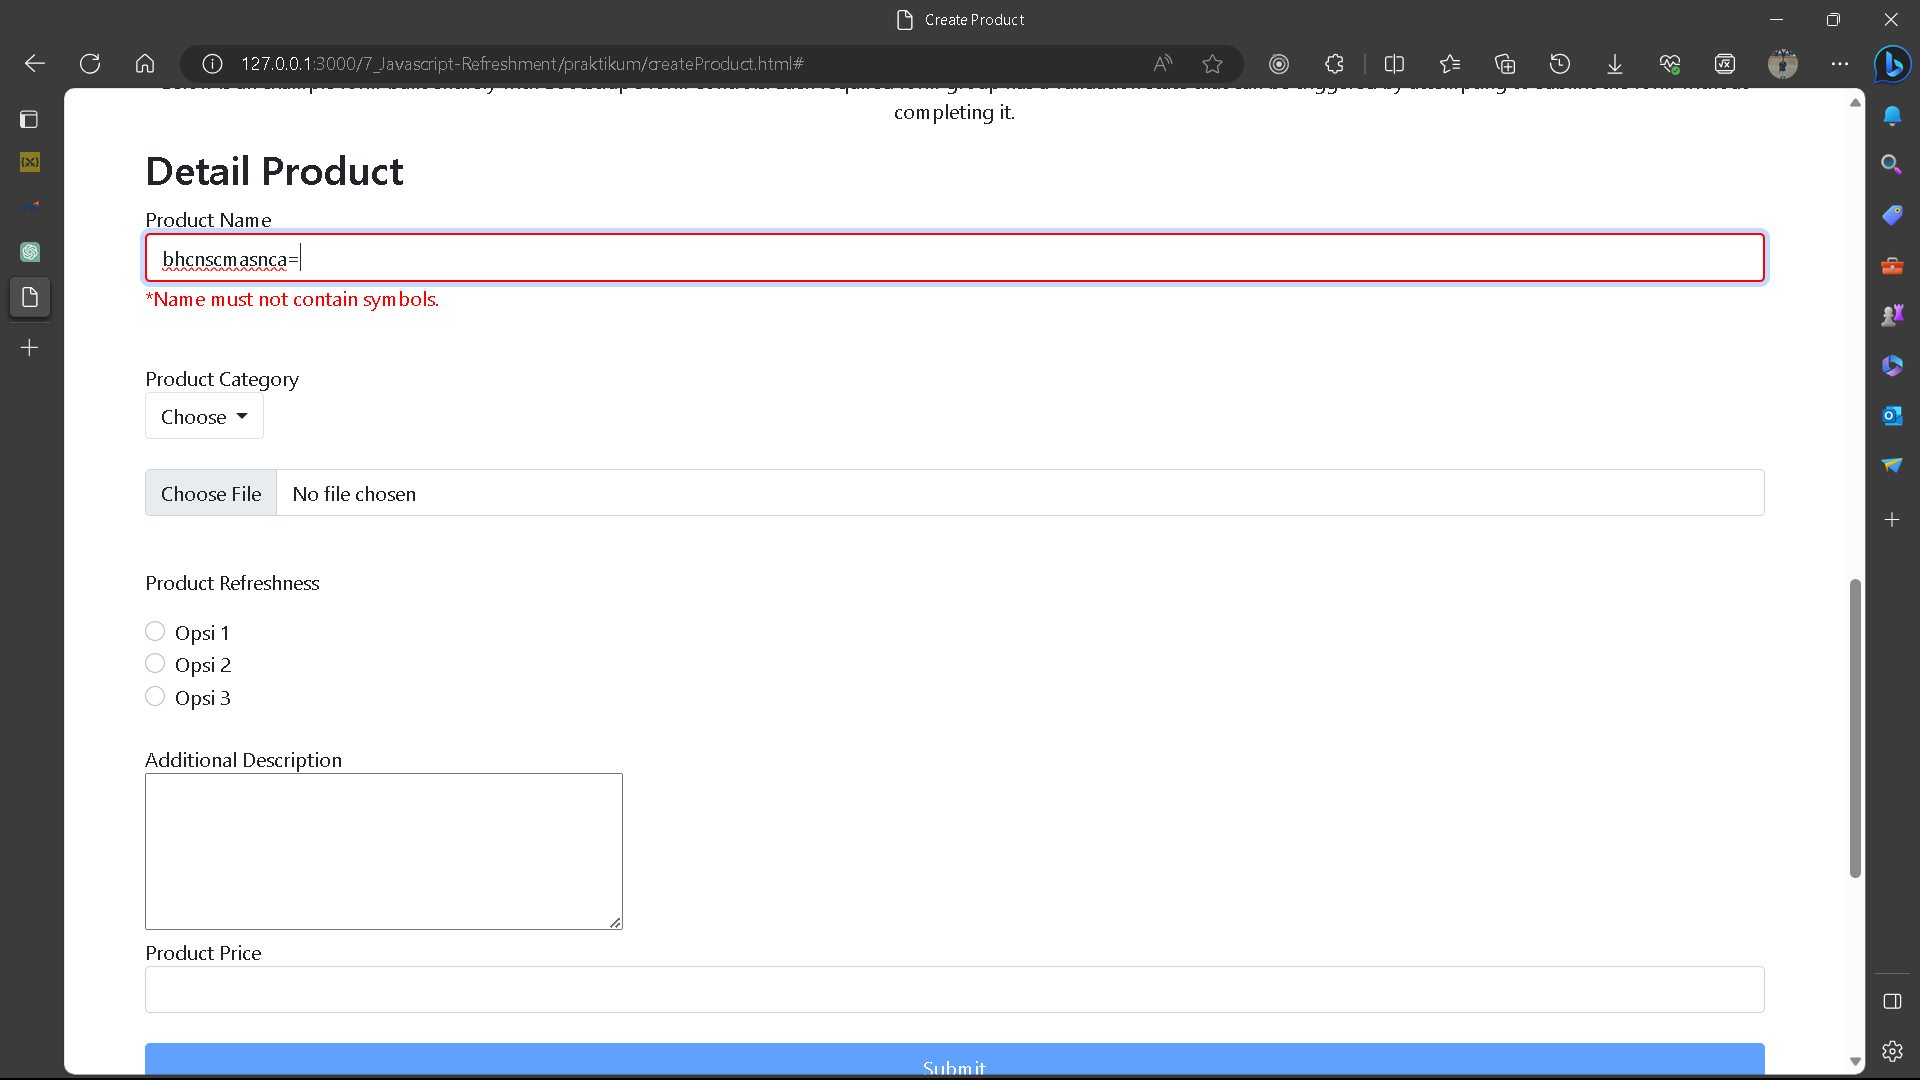 Create Product
127.0.0.1:3000/7_Javascript-Refreshment/praktikum/createProduct.html#
completing it.
Detail Product
Product Name
bhcnscmasnca=
*Name must not contain symbols.
Product Category
Choose
Choose File No file chosen
Product Refreshness
Opsi 1
Opsi 2
Opsi 3
Additional Description
Product Price
Submit